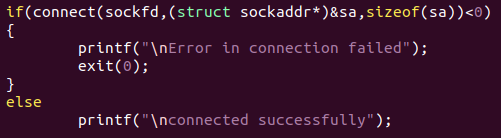 if(connect(sockfd,(struct sockaddr*)&sa,sizeof(sa))<0)
{
        printf("\nError in connection failed");
        exit(0);
}
else
        printf("\nconnected successfully");